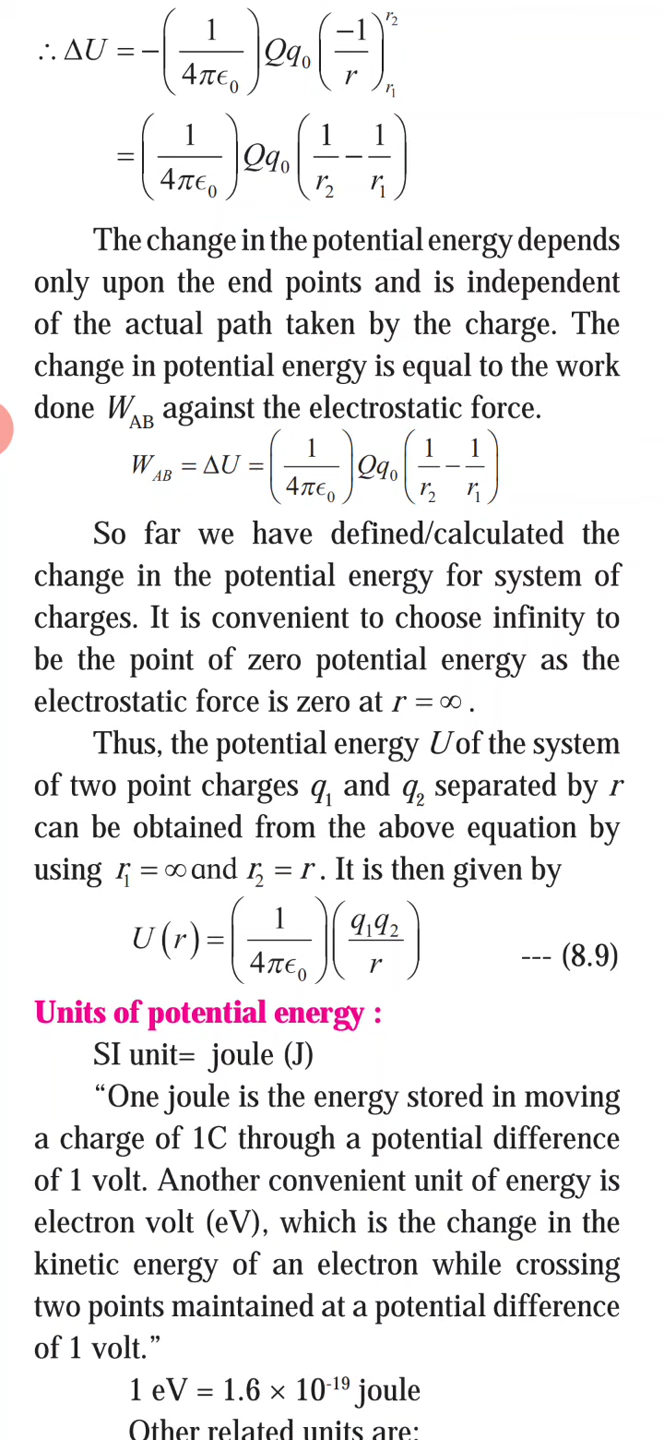 ∴ ΔU = −(1/4πϵ₀) Qq₀ (−1/r)_{r₁}^{r₂}
= (1/4πϵ₀) Qq₀ (1/r₂ − 1/r₁)
The change in the potential energy depends
only upon the end points and is independent
of the actual path taken by the charge. The
change in potential energy is equal to the work
done W_AB against the electrostatic force.
W_AB = ΔU = (1/4πϵ₀) Qq₀ (1/r₂ − 1/r₁)
So far we have defined/calculated the
change in the potential energy for system of
charges. It is convenient to choose infinity to
be the point of zero potential energy as the
electrostatic force is zero at r = ∞ .
Thus, the potential energy U of the system
of two point charges q₁ and q₂ separated by r
can be obtained from the above equation by
using r₁ = ∞ and r₂ = r. It is then given by
U(r) = (1/4πϵ₀)(q₁q₂/r) --- (8.9)
Units of potential energy :
SI unit= joule (J)
“One joule is the energy stored in moving
a charge of 1C through a potential difference
of 1 volt. Another convenient unit of energy is
electron volt (eV), which is the change in the
kinetic energy of an electron while crossing
two points maintained at a potential difference
of 1 volt.”
1 eV = 1.6 × 10⁻¹⁹ joule
Other related units are: